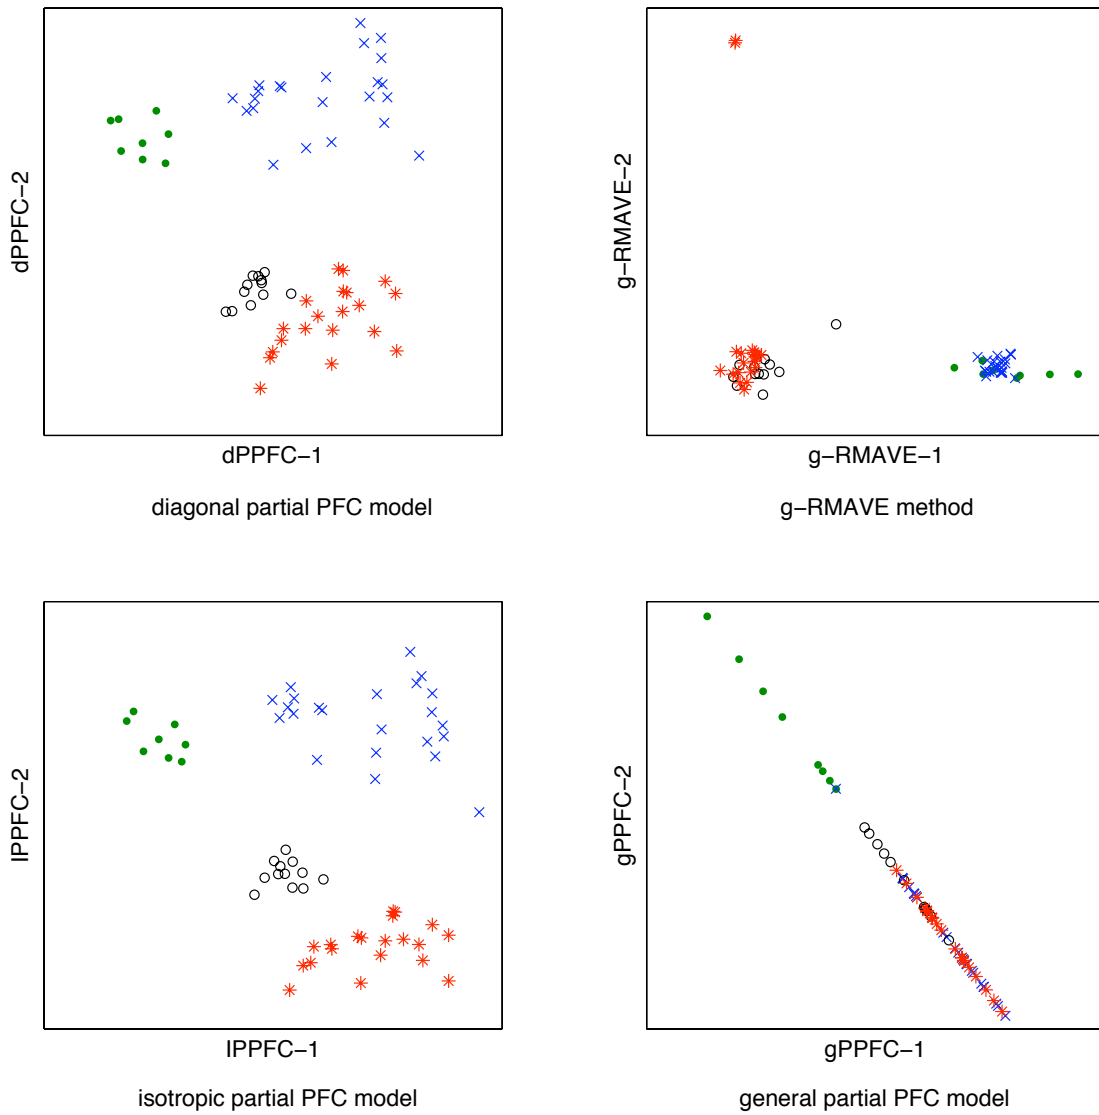 dPPFC−2
dPPFC−1
diagonal partial PFC model
g−RMAVE−2
g−RMAVE−1
g−RMAVE method
IPPFC−2
IPPFC−1
isotropic partial PFC model
gPPFC−2
gPPFC−1
general partial PFC model